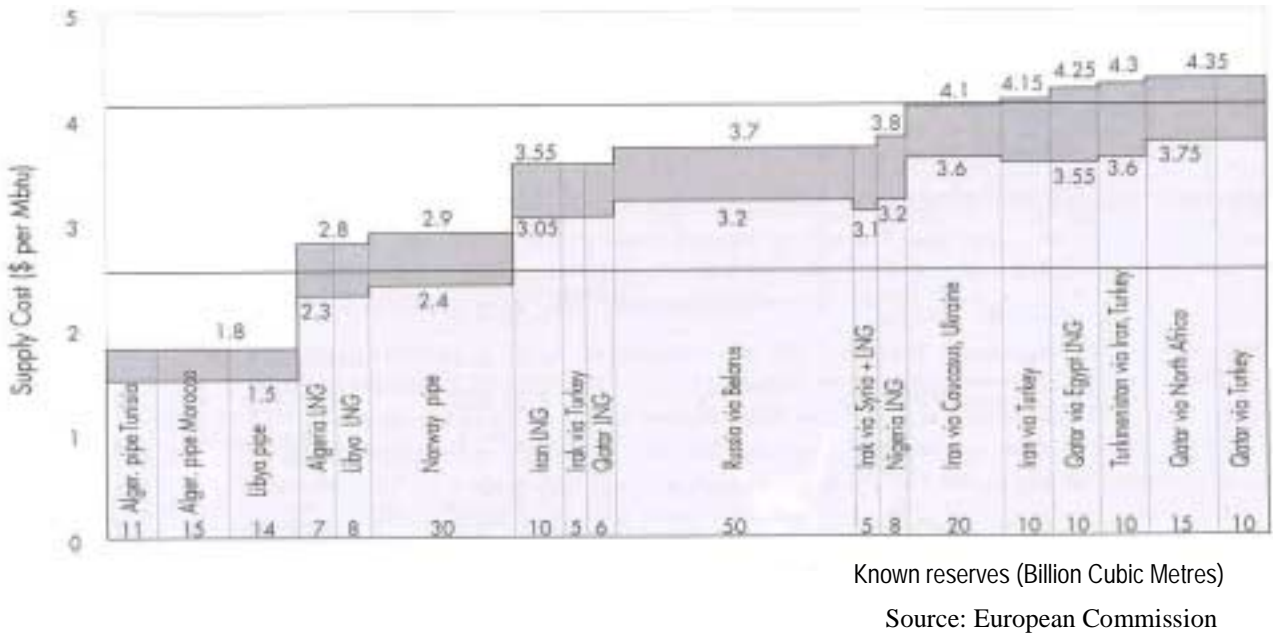 Supply Cost ($ per Mbtu)
5
4
3
2
1
0
1.8
1.5
2.8
2.3
2.9
2.4
3.55
3.05
3.7
3.2
3.1
3.8
3.2
4.1
3.6
4.15
4.25
3.55
4.3
3.6
4.35
3.75
Alger. pipe Tunisia
Alger. pipe Morocco
Libya pipe
Algeria LNG
Libya LNG
Norway pipe
Iran LNG
Irak via Turkey
Qatar LNG
Russia via Belarus
Irak via Syria + LNG
Nigeria LNG
Iran via Caucasus, Ukraine
Iran via Turkey
Qatar via Egypt LNG
Turkmenistan via Iran, Turkey
Qatar via North Africa
Qatar via Turkey
11 15 14 7 8 30 10 5 6 50 5 8 20 10 10 10 15 10
Known reserves (Billion Cubic Metres)
Source: European Commission